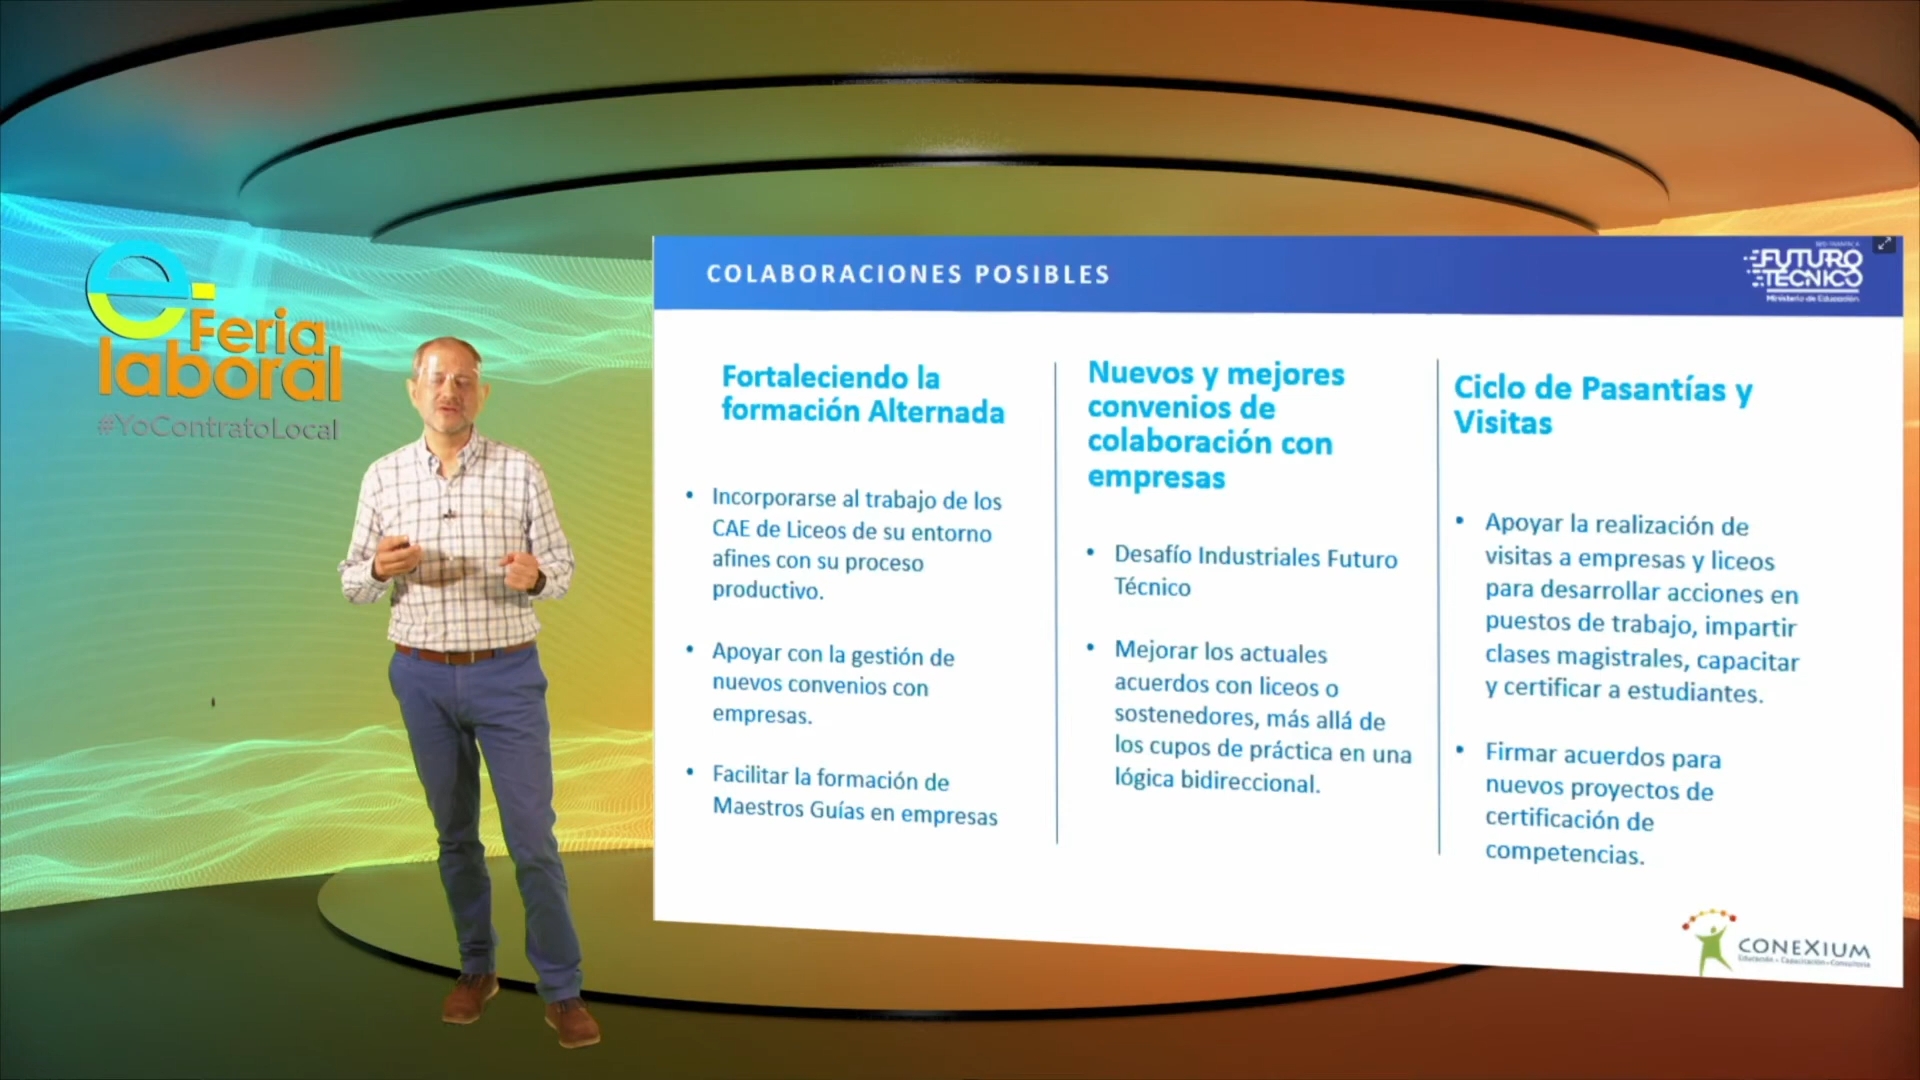 e-
Feria
laboral
#YoContratoLocal
COLABORACIONES POSIBLES
FUTURO
TÉCNICO
Ministerio de Educación
Fortaleciendo la
formación Alternada
• Incorporarse al trabajo de los
CAE de Liceos de su entorno
afines con su proceso
productivo.
• Apoyar con la gestión de
nuevos convenios con
empresas.
• Facilitar la formación de
Maestros Guías en empresas
Nuevos y mejores
convenios de
colaboración con
empresas
• Desafío Industriales Futuro
Técnico
• Mejorar los actuales
acuerdos con liceos o
sostenedores, más allá de
los cupos de práctica en una
lógica bidireccional.
Ciclo de Pasantías y
Visitas
• Apoyar la realización de
visitas a empresas y liceos
para desarrollar acciones en
puestos de trabajo, impartir
clases magistrales, capacitar
y certificar a estudiantes.
• Firmar acuerdos para
nuevos proyectos de
certificación de
competencias.
CONEXIUM
Educación • Capacitación • Consultoría